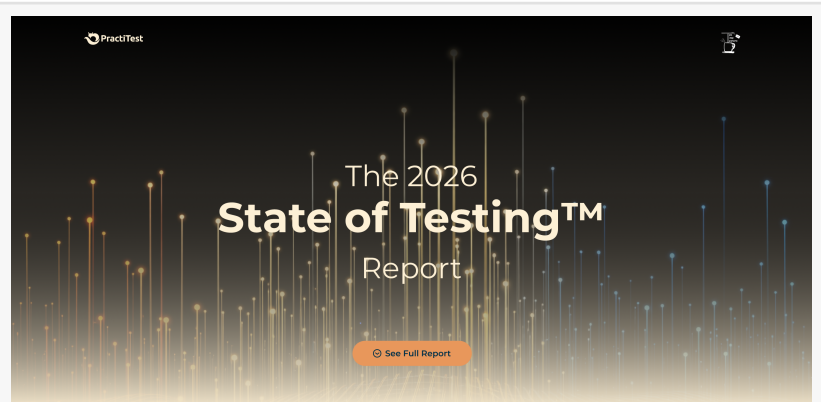 PractiTest
The 2026
State of Testing™
Report
See Full Report